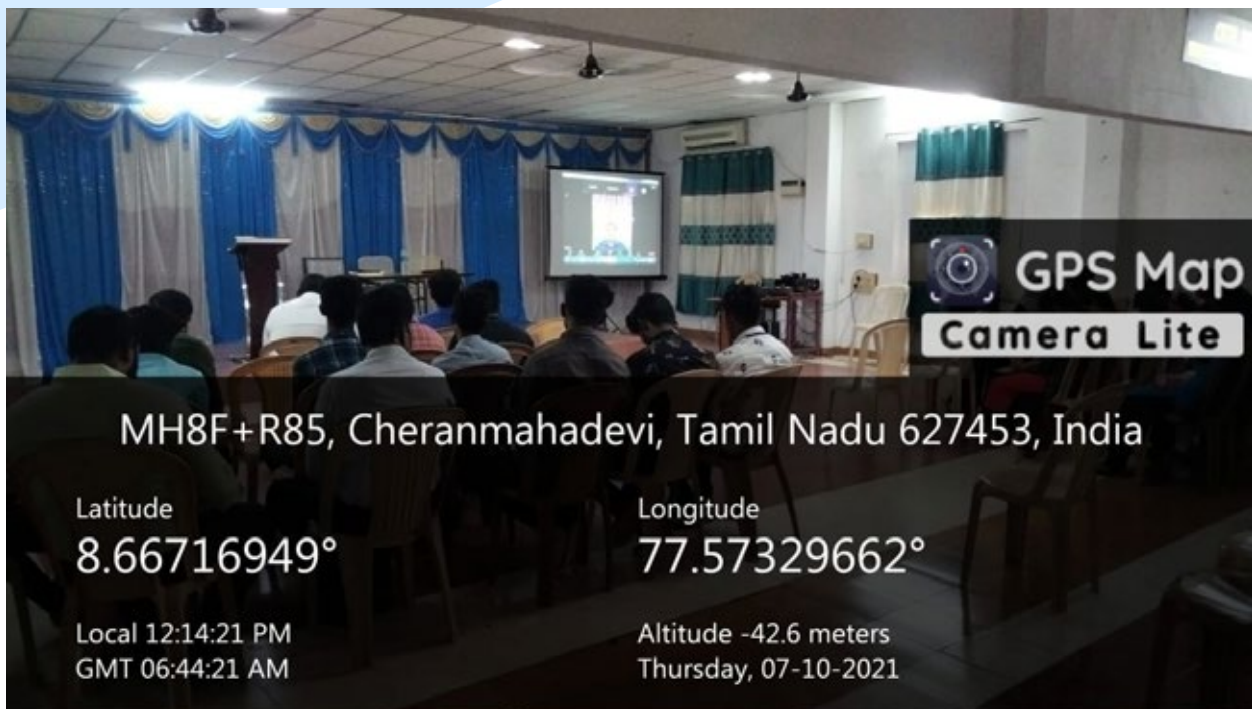 GPS Map
Camera Lite
MH8F+R85, Cheranmahadevi, Tamil Nadu 627453, India
Latitude
8.66716949°
Longitude
77.57329662°
Local 12:14:21 PM
GMT 06:44:21 AM
Altitude -42.6 meters
Thursday, 07-10-2021